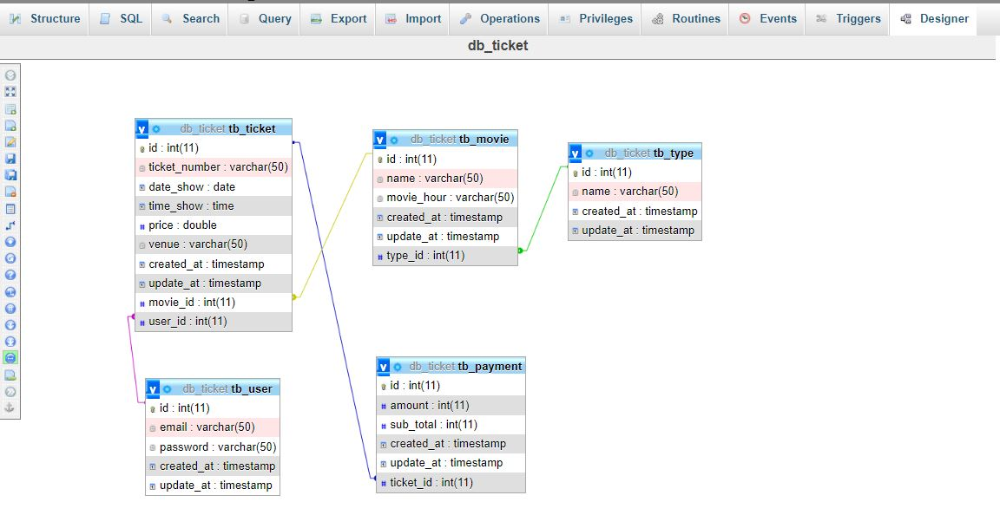 Structure SQL Search Query Export Import Operations Privileges Routines Events Triggers Designer
db_ticket
db_ticket tb_ticket
id : int(11)
ticket_number : varchar(50)
date_show : date
time_show : time
price : double
venue : varchar(50)
created_at : timestamp
update_at : timestamp
movie_id : int(11)
user_id : int(11)
db_ticket tb_movie
id : int(11)
name : varchar(50)
movie_hour : varchar(50)
created_at : timestamp
update_at : timestamp
type_id : int(11)
db_ticket tb_type
id : int(11)
name : varchar(50)
created_at : timestamp
update_at : timestamp
db_ticket tb_user
id : int(11)
email : varchar(50)
password : varchar(50)
created_at : timestamp
update_at : timestamp
db_ticket tb_payment
id : int(11)
amount : int(11)
sub_total : int(11)
created_at : timestamp
update_at : timestamp
ticket_id : int(11)